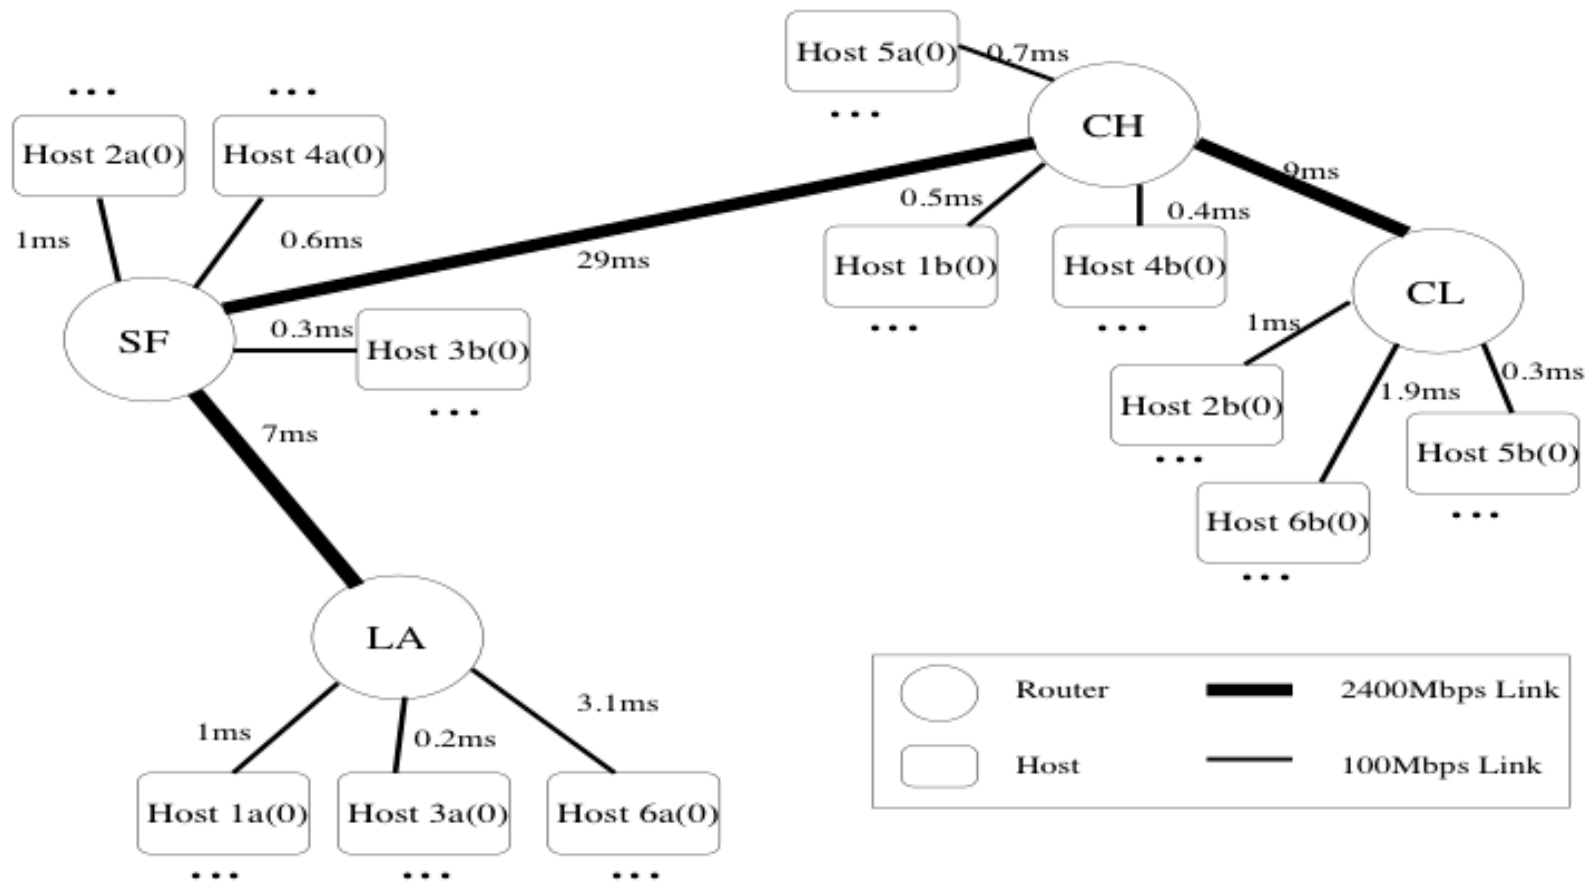 Host 5a(0)
0.7ms
CH
...
...
...
Host 2a(0)
Host 4a(0)
...
9ms
0.5ms
0.4ms
1ms
0.6ms
29ms
Host 1b(0)
Host 4b(0)
CL
...
...
SF
0.3ms
Host 3b(0)
...
1ms
0.3ms
Host 2b(0)
1.9ms
...
Host 5b(0)
...
Host 6b(0)
...
7ms
LA
1ms
0.2ms
3.1ms
Host 1a(0)
Host 3a(0)
Host 6a(0)
...
...
...
Router
2400Mbps Link
Host
100Mbps Link